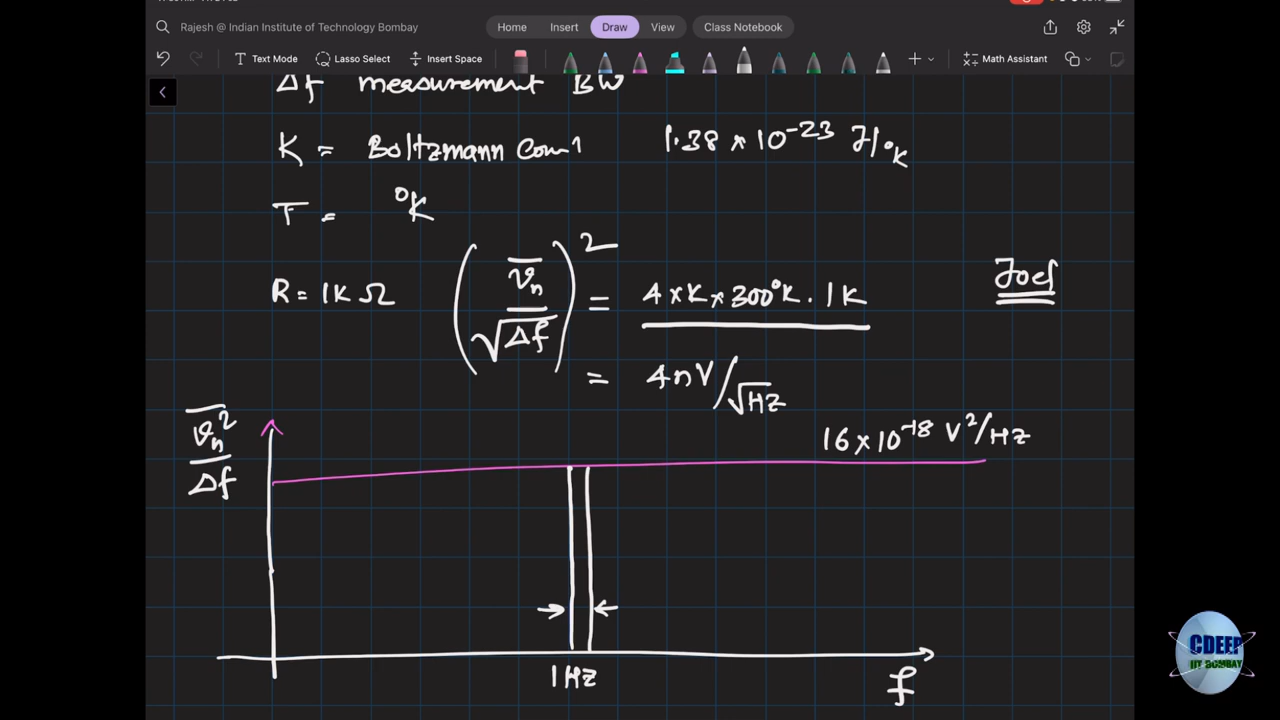 Rajesh @ Indian Institute of Technology Bombay
Home Insert Draw View Class Notebook
Text Mode Lasso Select Insert Space Math Assistant
Δf measurement BW
K = Boltzmann 1.38 × 10⁻²³ J/°K
T = °K
R = 1K Ω (v̅ₙ/√Δf)² = 4 × K × 300°K · 1K
= 4nV/√Hz
v̅ₙ²/Δf
16 × 10⁻¹⁸ V²/Hz
1Hz
f
CDEEP
IIT BOMBAY